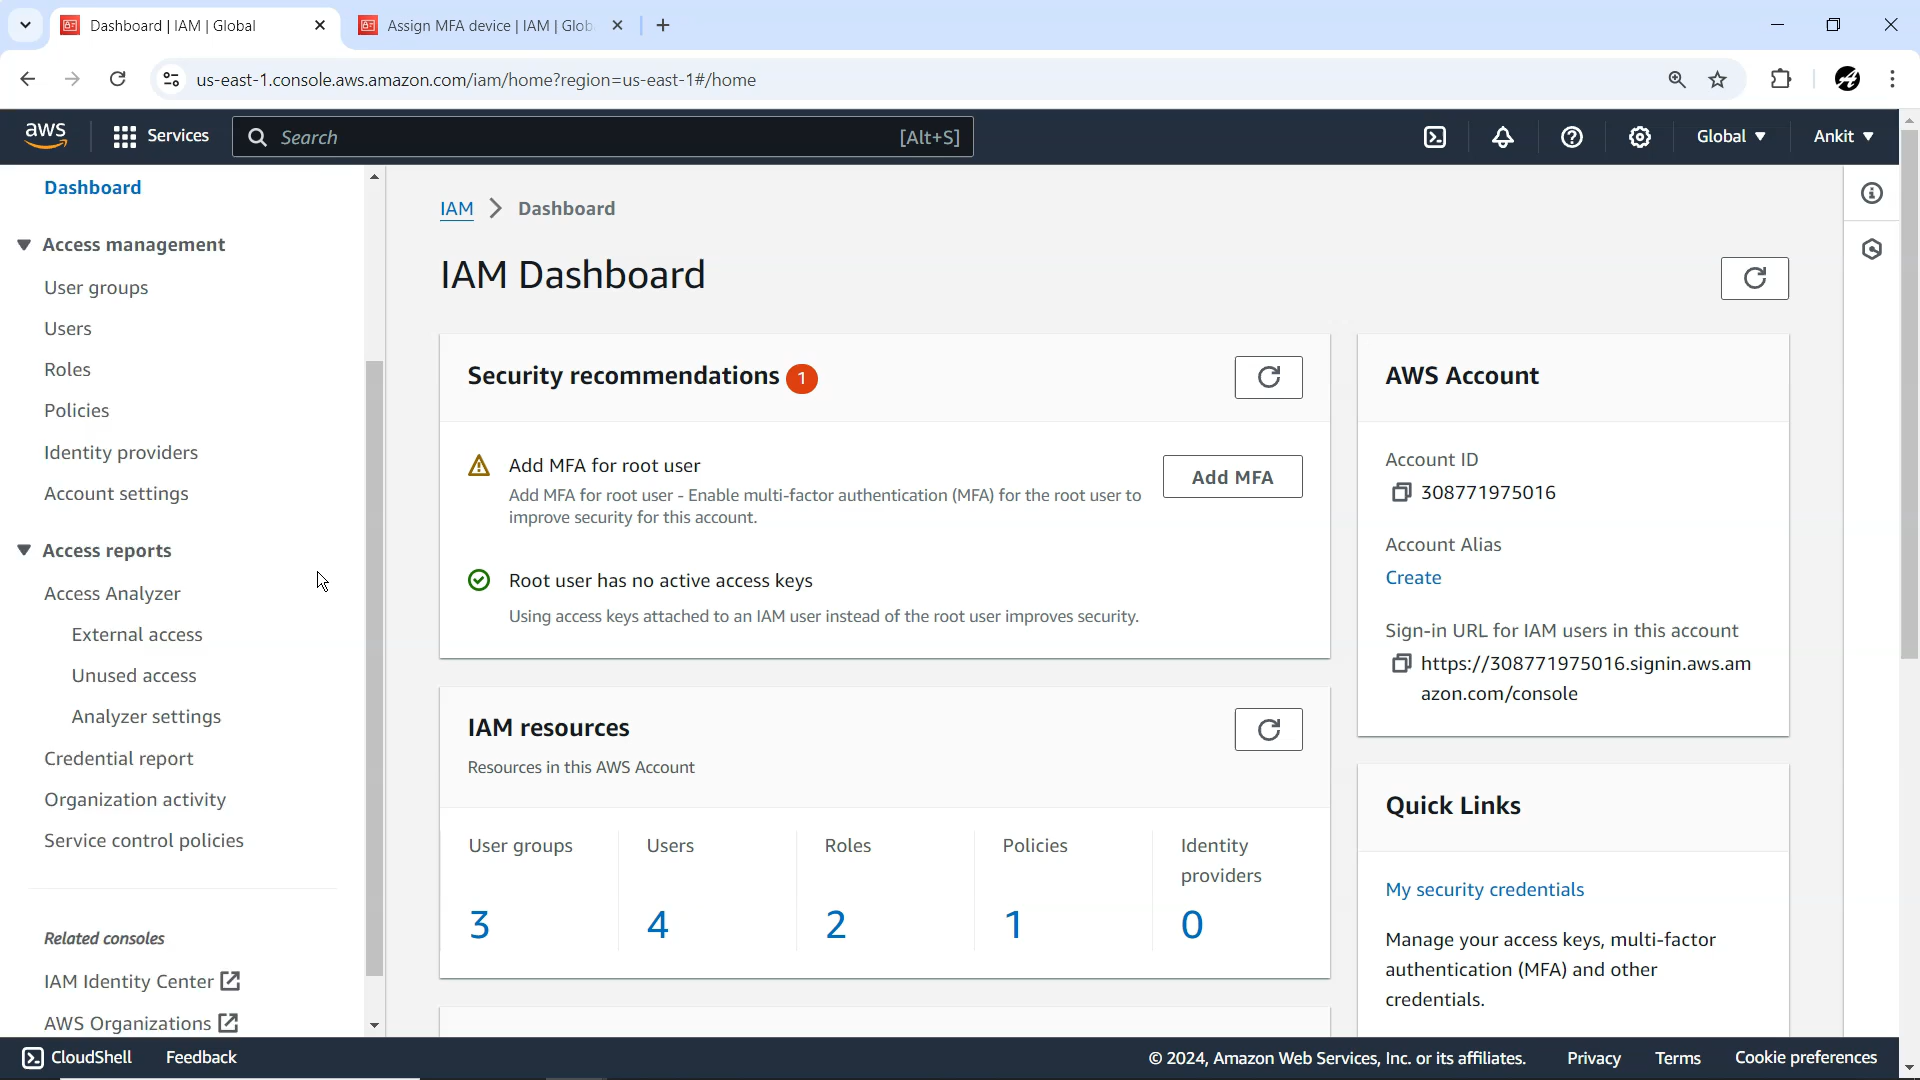 Dashboard | IAM | Global
Assign MFA device | IAM | Glob
us-east-1.console.aws.amazon.com/iam/home?region=us-east-1#/home
aws
Services
Search
[Alt+S]
Global
Ankit
Dashboard
Access management
User groups
Users
Roles
Policies
Identity providers
Account settings
Access reports
Access Analyzer
External access
Unused access
Analyzer settings
Credential report
Organization activity
Service control policies
Related consoles
IAM Identity Center
AWS Organizations
IAM > Dashboard
IAM Dashboard
Security recommendations 1
Add MFA for root user
Add MFA for root user - Enable multi-factor authentication (MFA) for the root user to
improve security for this account.
Add MFA
Root user has no active access keys
Using access keys attached to an IAM user instead of the root user improves security.
IAM resources
Resources in this AWS Account
User groups
3
Users
4
Roles
2
Policies
1
Identity
providers
0
AWS Account
Account ID
308771975016
Account Alias
Create
Sign-in URL for IAM users in this account
https://308771975016.signin.aws.am
azon.com/console
Quick Links
My security credentials
Manage your access keys, multi-factor
authentication (MFA) and other
credentials.
CloudShell
Feedback
© 2024, Amazon Web Services, Inc. or its affiliates.
Privacy
Terms
Cookie preferences